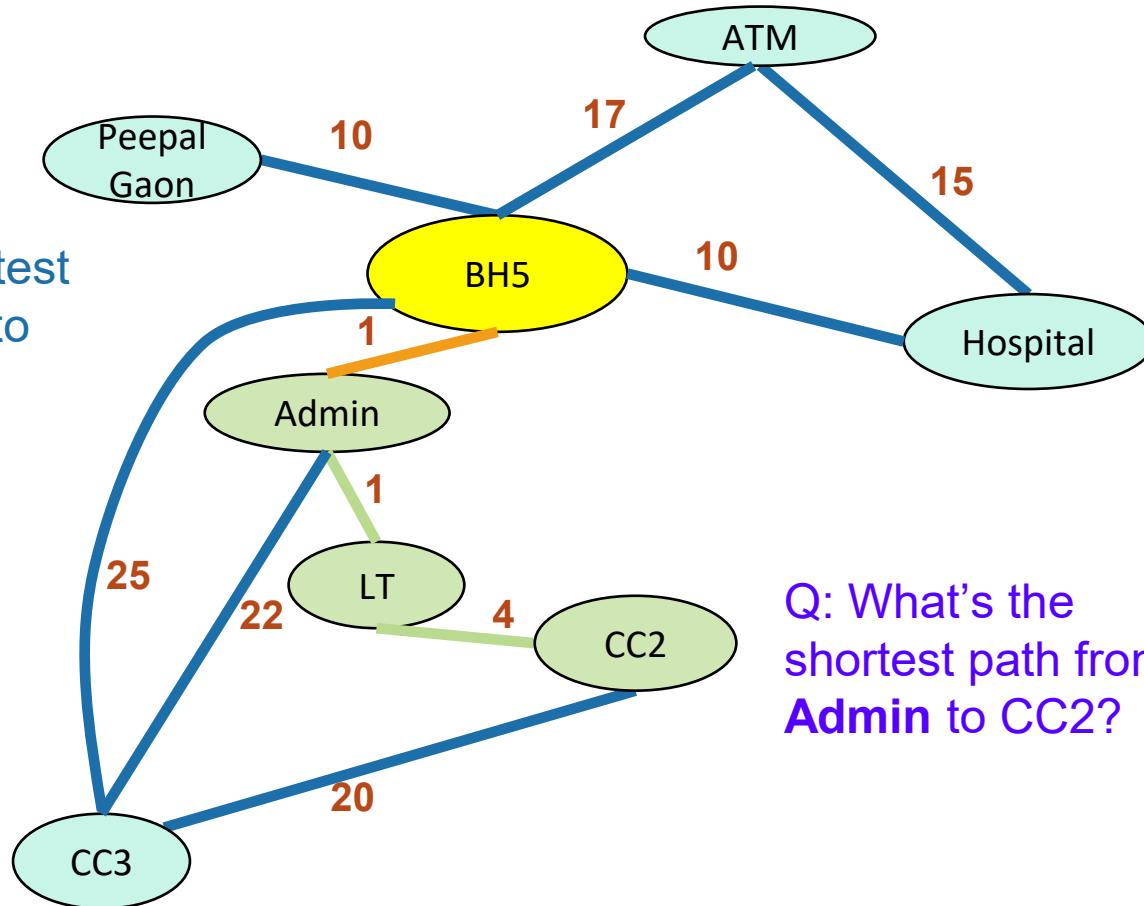 ATM
17
10
Peepal
Gaon
15
10
BH5
to
1
Hospital
Admin
1
25
LT
22
4
CC2
Q: What's the
shortest path
Admin to CC2?
20
CC3